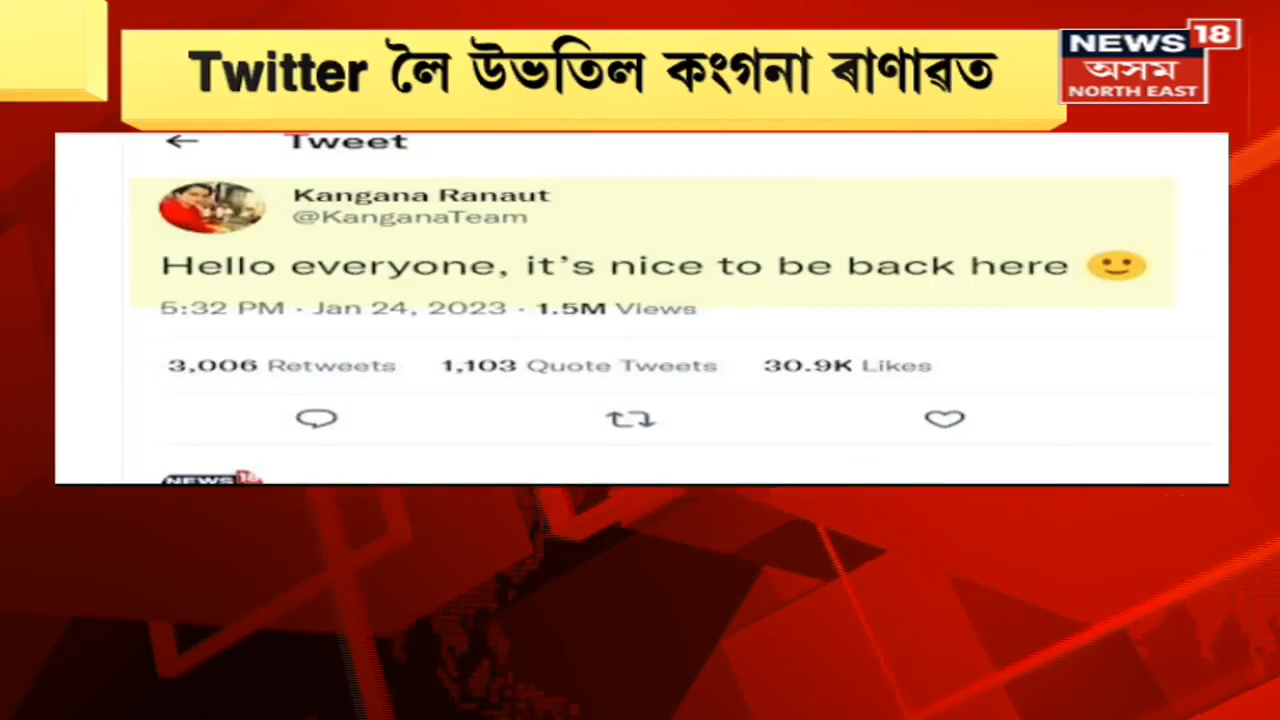 Twitter লৈ উভতিল কংগনা ৰাণাৱত
NEWS 18
অসম
NORTH EAST
Tweet
Kangana Ranaut
@KanganaTeam
Hello everyone, it's nice to be back here 🙂
5:32 PM · Jan 24, 2023 · 1.5M Views
3,006 Retweets 1,103 Quote Tweets 30.9K Likes
NEWS 18